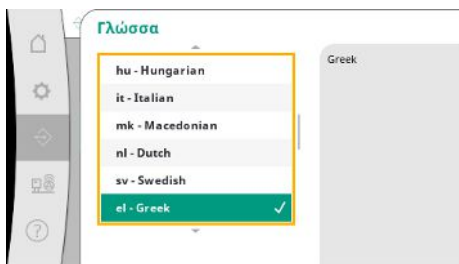 Γλώσσα
hu - Hungarian
it - Italian
mk - Macedonian
nl - Dutch
sv - Swedish
el - Greek
Greek